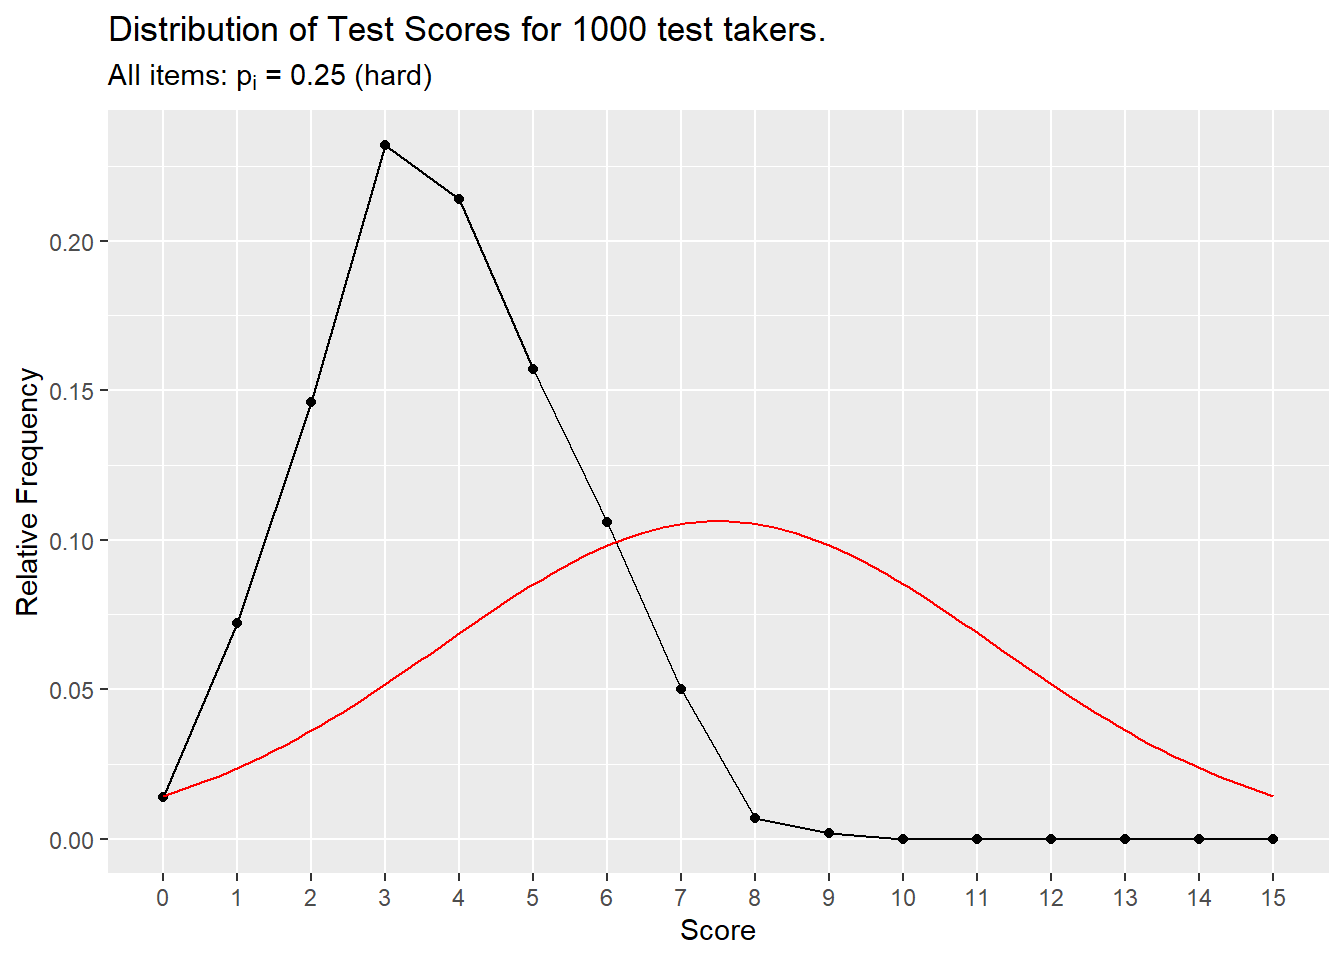 Distribution of Test Scores for 1000 test takers.
All items: pᵢ = 0.25 (hard)
Relative Frequency
0.20
0.15
0.10
0.05
0.00
0 1 2 3 4 5 6 7 8 9 10 11 12 13 14 15
Score